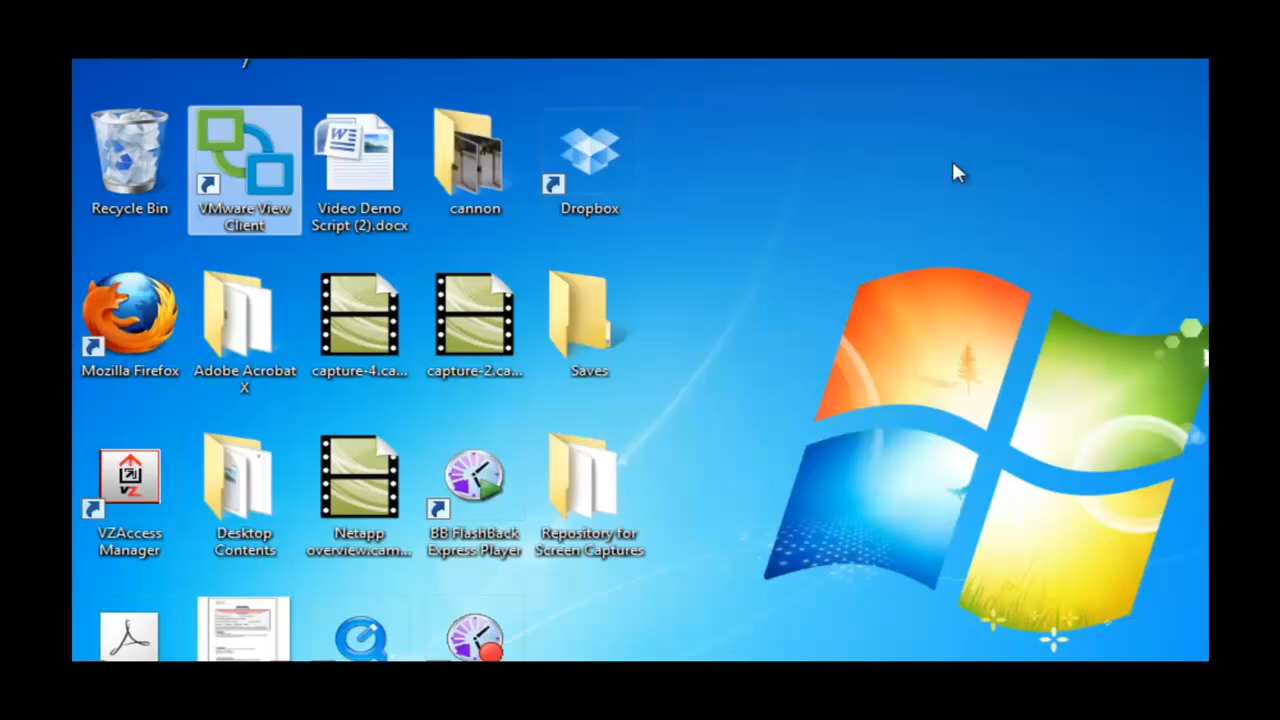 Recycle Bin
VMware View
Client
Video Demo
Script (2).docx
cannon
Dropbox
Mozilla Firefox
Adobe Acrobat
X
capture-4.ca...
capture-2.ca...
Saves
VZ
VZAccess
Manager
Desktop
Contents
Netapp
overview.cam...
BB FlashBack
Express Player
Repository for
Screen Captures